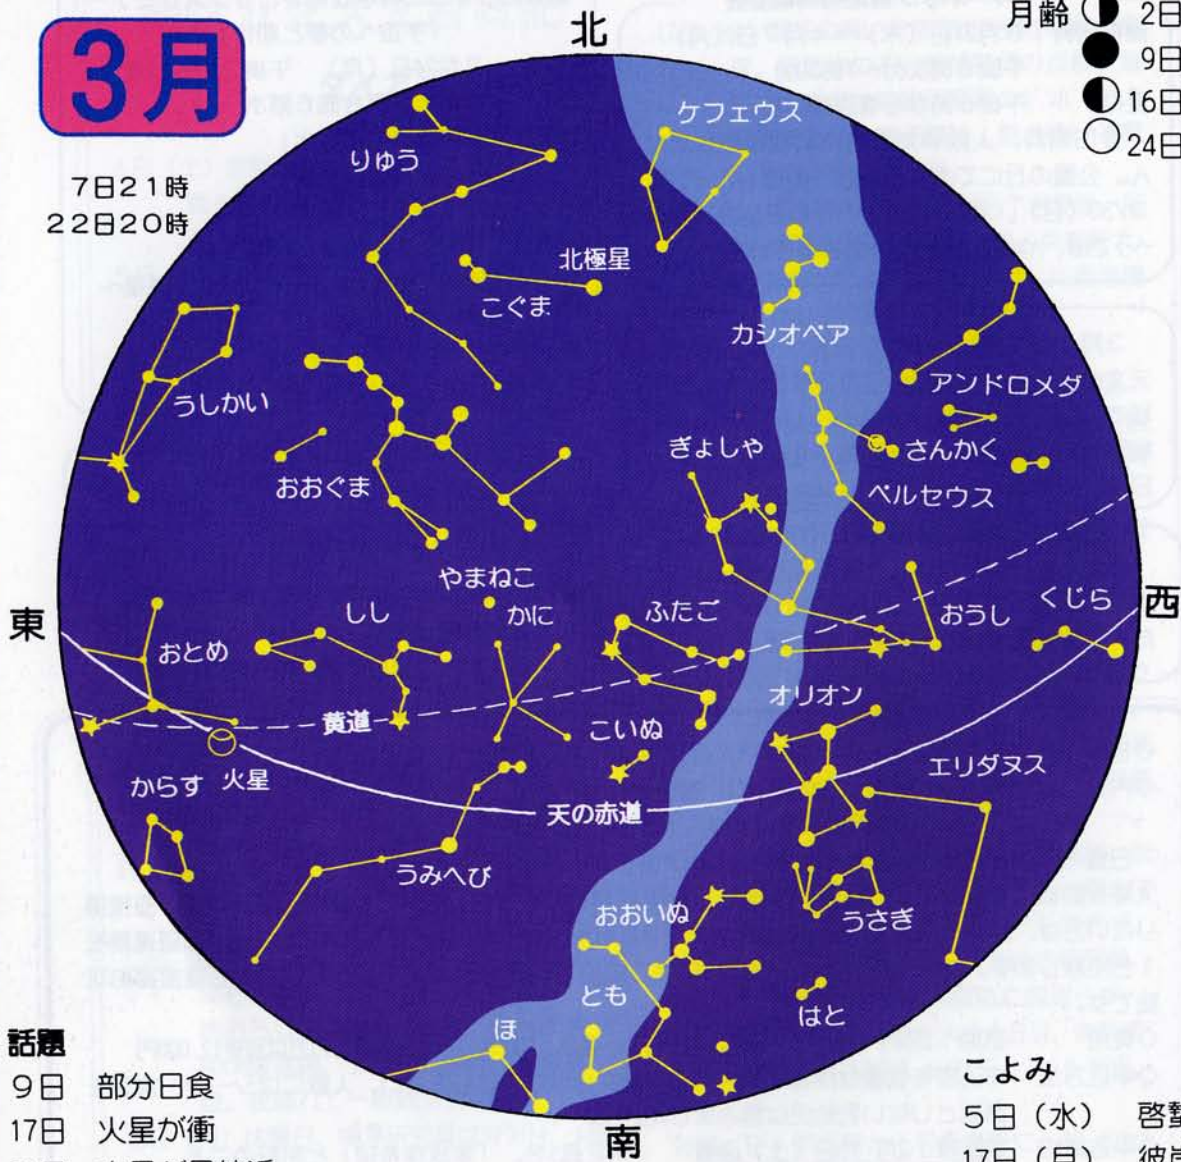 3月
7日21時
22日20時
月齢 2日
9日
16日
24日
北
ケフェウス
りゅう
北極星
こぐま
カシオペア
アンドロメダ
うしかい
ぎょしゃ
さんかく
おおぐま
ペルセウス
やまねこ
しし
かに
ふたご
おうし
くじら
東
西
おとめ
オリオン
黄道
こいぬ
からす
火星
エリダヌス
天の赤道
うみへび
おおいぬ
うさぎ
とも
はと
ほ
南
話題
9日 部分日食
17日 火星が衝
こよみ
5日(水) 啓蟄
17日(月) 彼岸